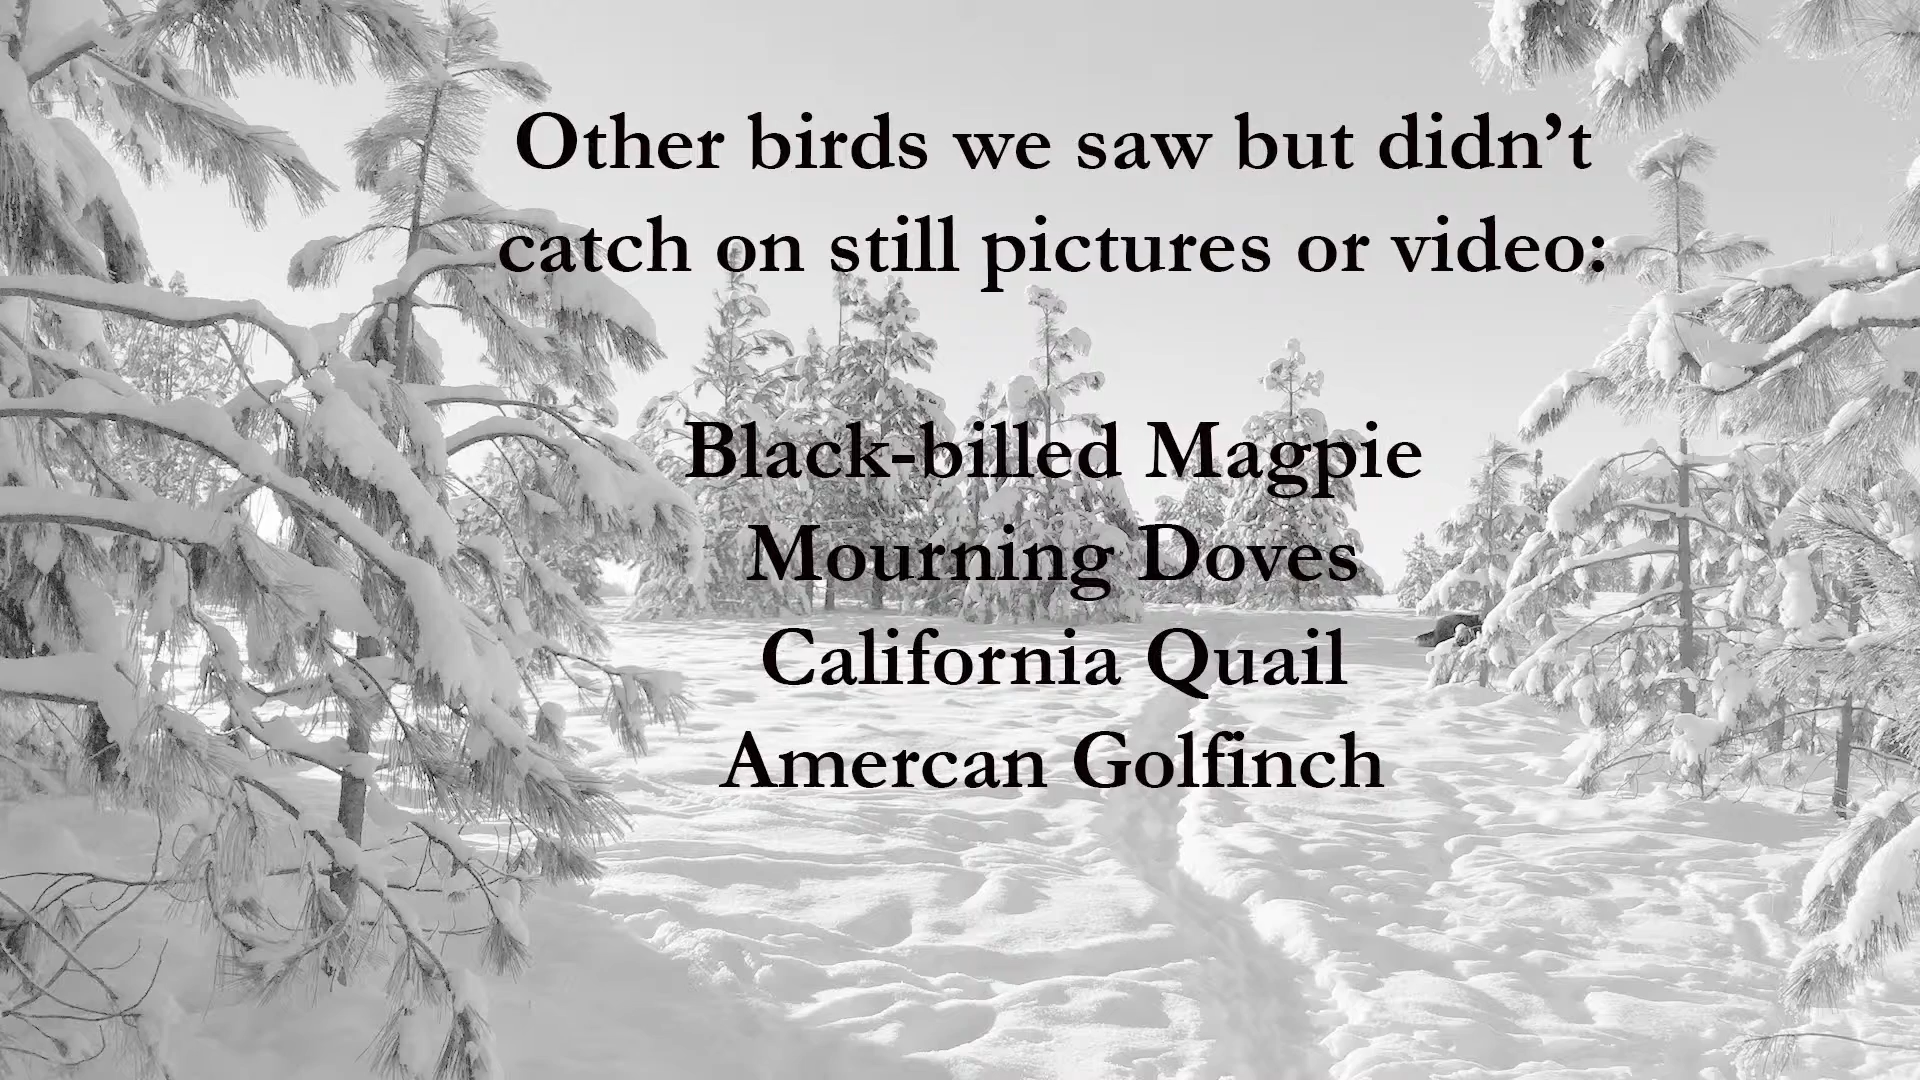 Other birds we saw but didn’t
catch on still pictures or video:
Black-billed Magpie
Mourning Doves
California Quail
Amercan Golfinch